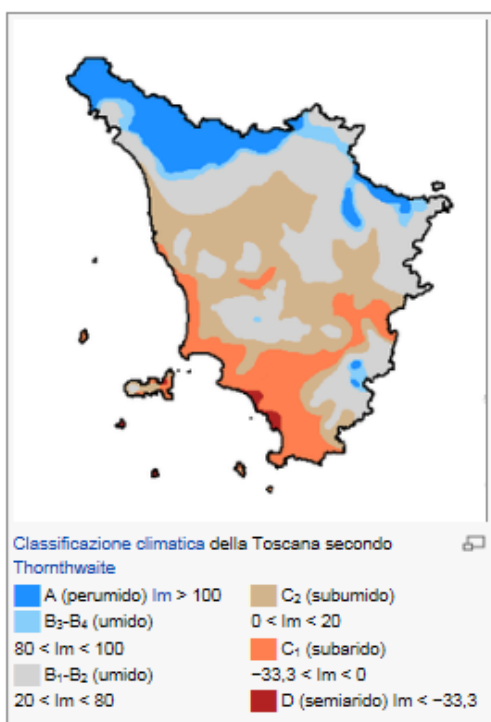 Classificazione climatica della Toscana secondo
Thornthwaite
A (perumido) Im > 100
B₃-B₄ (umido)
80 < Im < 100
B₁-B₂ (umido)
20 < Im < 80
C₂ (subumido)
0 < Im < 20
C₁ (subarido)
−33,3 < Im < 0
D (semiarido) Im < −33,3